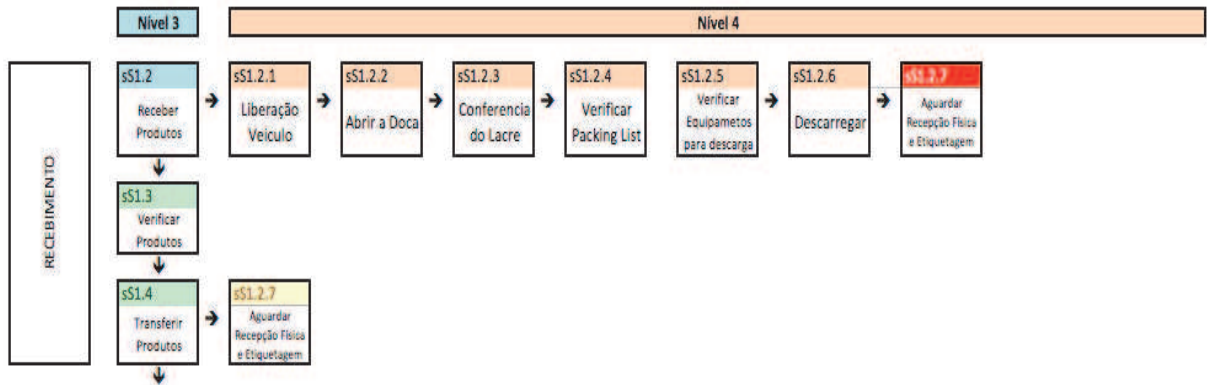 Nível 3
Nível 4
RECEBIMENTO
sS1.2
Receber
Produtos
sS1.2.1
Liberação
Veiculo
sS1.2.2
Abrir a Doca
sS1.2.3
Conferencia
do Lacre
sS1.2.4
Verificar
Packing List
sS1.2.5
Verificar
Equipametos
para descarga
sS1.2.6
Descarregar
sS1.2.7
Aguardar
Recepção Física
e Etiquetagem
sS1.3
Verificar
Produtos
sS1.4
Transferir
Produtos
sS1.2.7
Aguardar
Recepção Física
e Etiquetagem